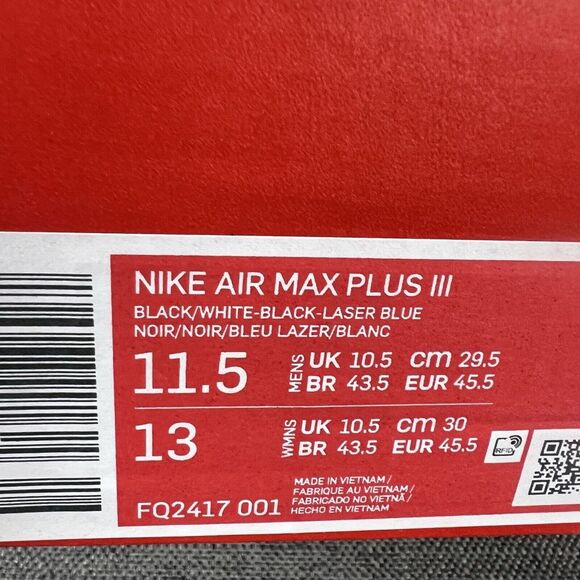 NIKE AIR MAX PLUS III
BLACK/WHITE-BLACK-LASER BLUE
NOIR/NOIR/BLEU LAZER/BLANC
11.5 MENS UK 10.5 cm 29.5
BR 43.5 EUR 45.5
13 WMNS UK 10.5 cm 30
BR 43.5 EUR 45.5
RFID
MADE IN VIETNAM/
FABRIQUE AU VIETNAM/
FABRICADO NO VIETNÃ/
FQ2417 001 HECHO EN VIETNAM